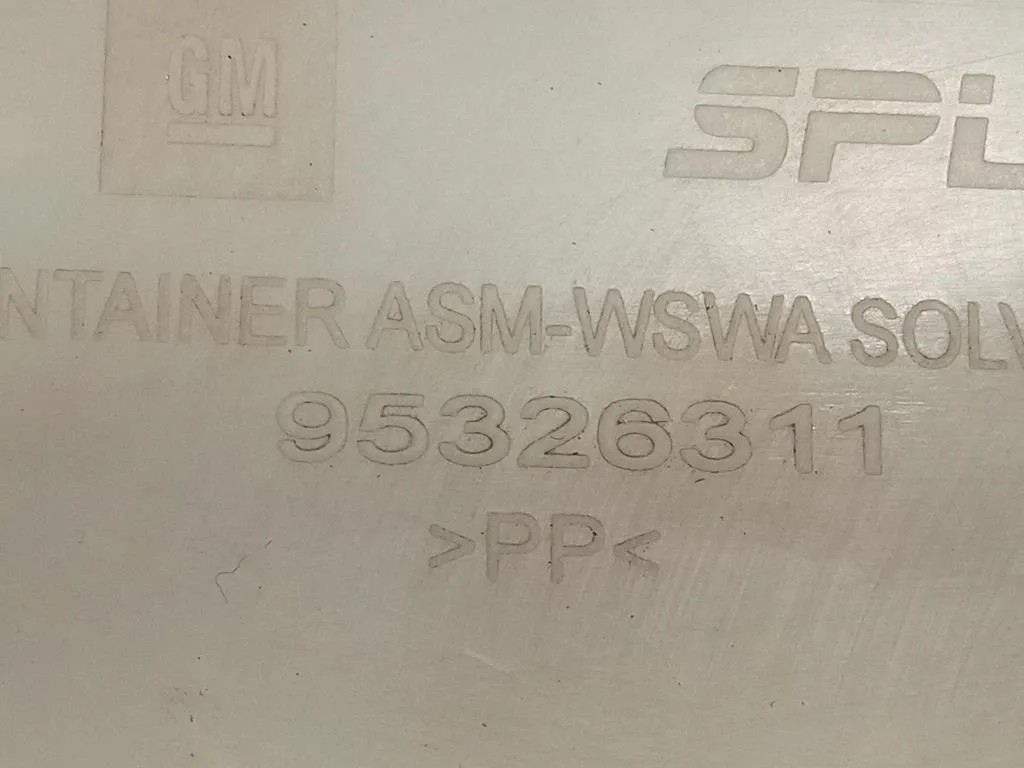 GM
SPL
NTAINER ASM-WSWA SOLV
95326311
>PP<